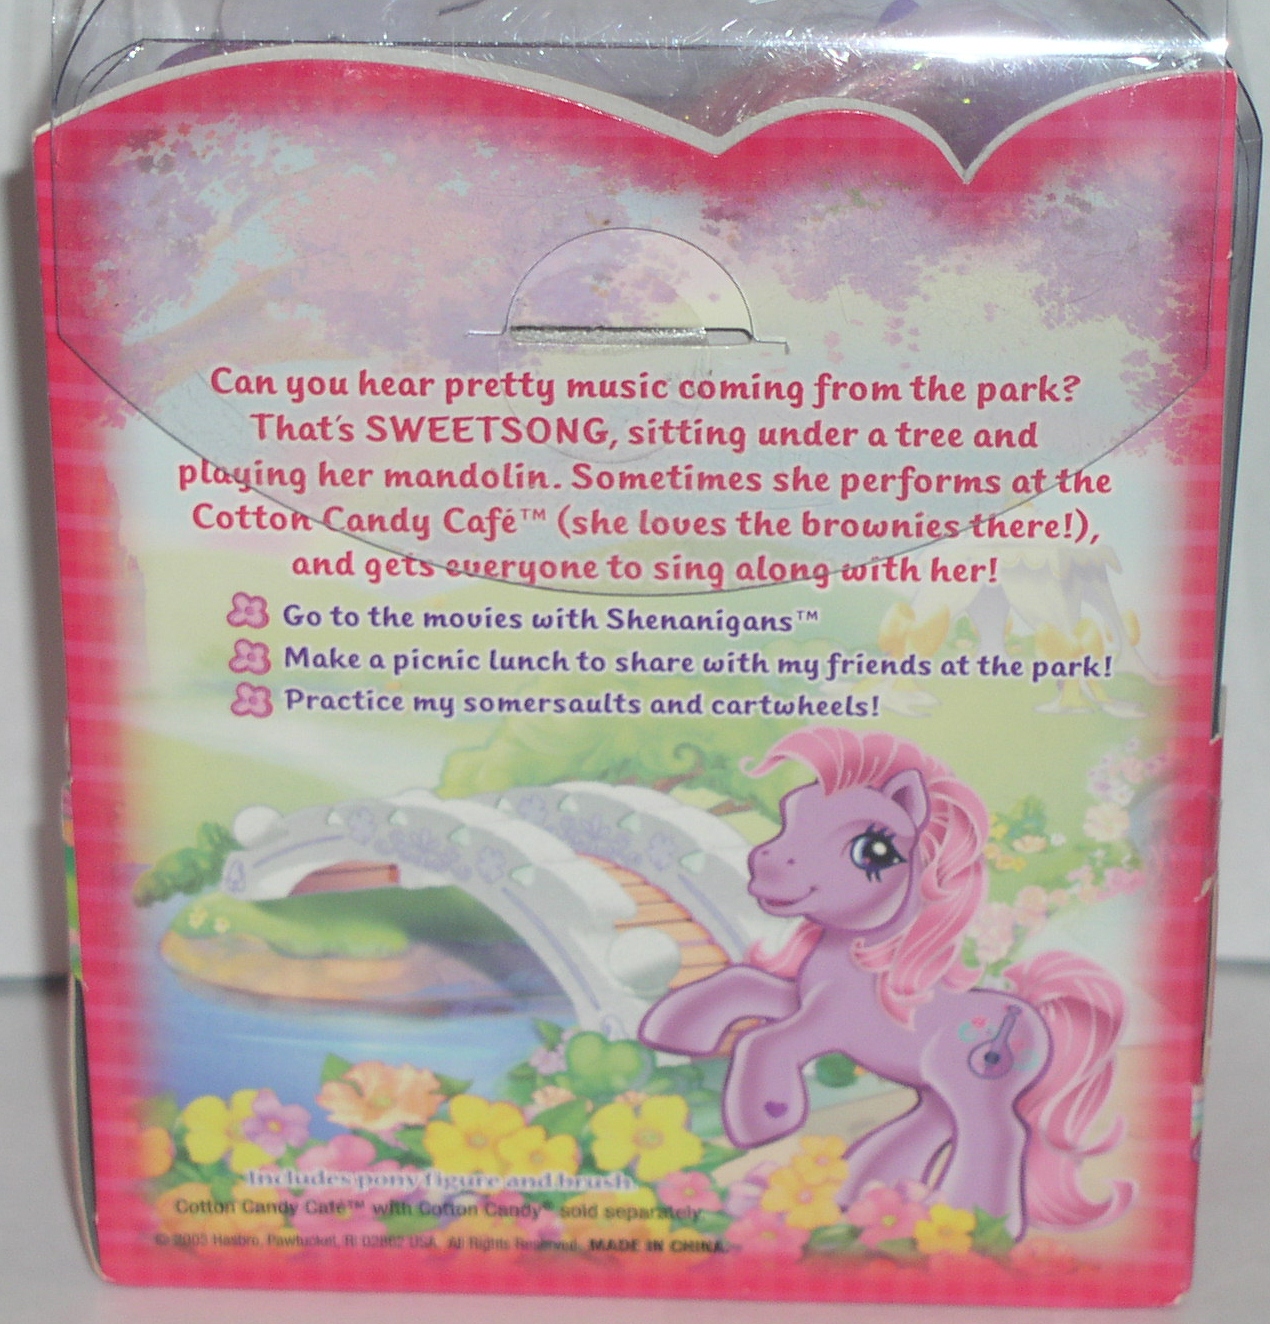 Can you hear pretty music coming from the park?
That's SWEETSONG, sitting under a tree and
playing her mandolin. Sometimes she performs at the
Cotton Candy Café™ (she loves the brownies there!),
and gets everyone to sing along with her!
Go to the movies with Shenanigans™
Make a picnic lunch to share with my friends at the park!
Practice my somersaults and cartwheels!
Includes pony figure and brush.
Cotton Candy Café™ with Cotton Candy® sold separately.
© 2003 Hasbro, Pawtucket, RI 02862 USA. All Rights Reserved. MADE IN CHINA.